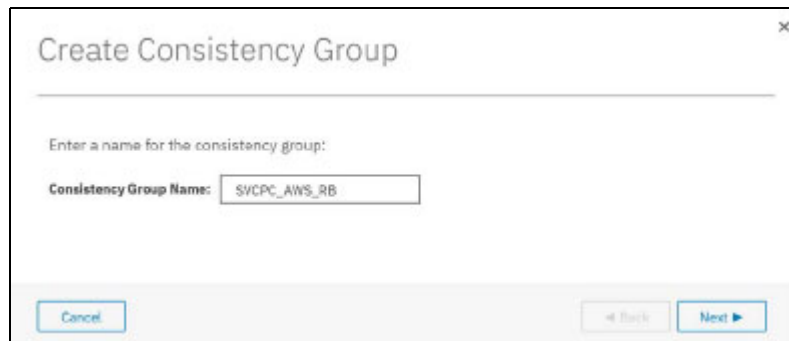 ×
Create Consistency Group
Enter a name for the consistency group:
Consistency Group Name: SVCPC_AWS_RB
Cancel ◄ Back Next ►